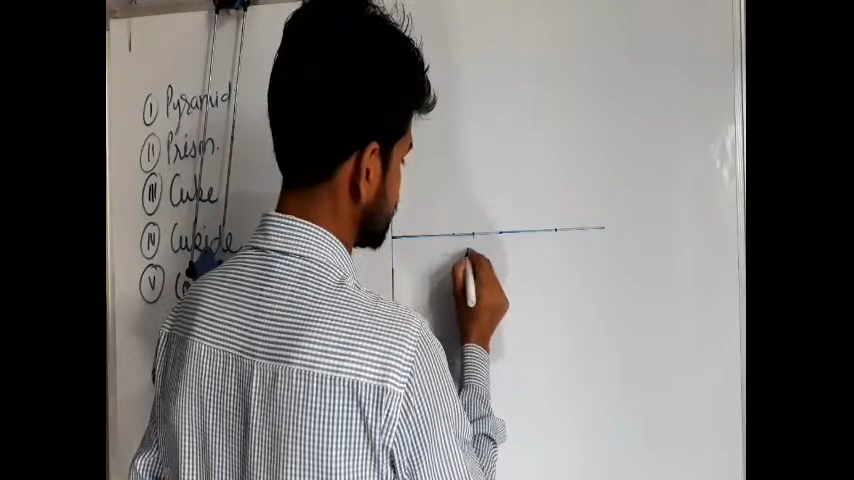 I Pyramid
II Prism.
III Cube
IV Cuboid
V